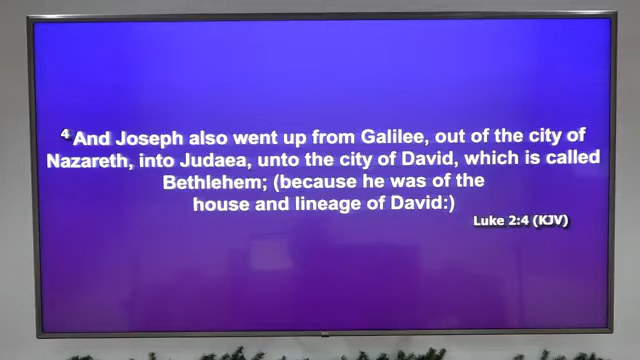 4 And Joseph also went up from Galilee, out of the city of
Nazareth, into Judaea, unto the city of David, which is called
Bethlehem; (because he was of the
house and lineage of David:)
Luke 2:4 (KJV)